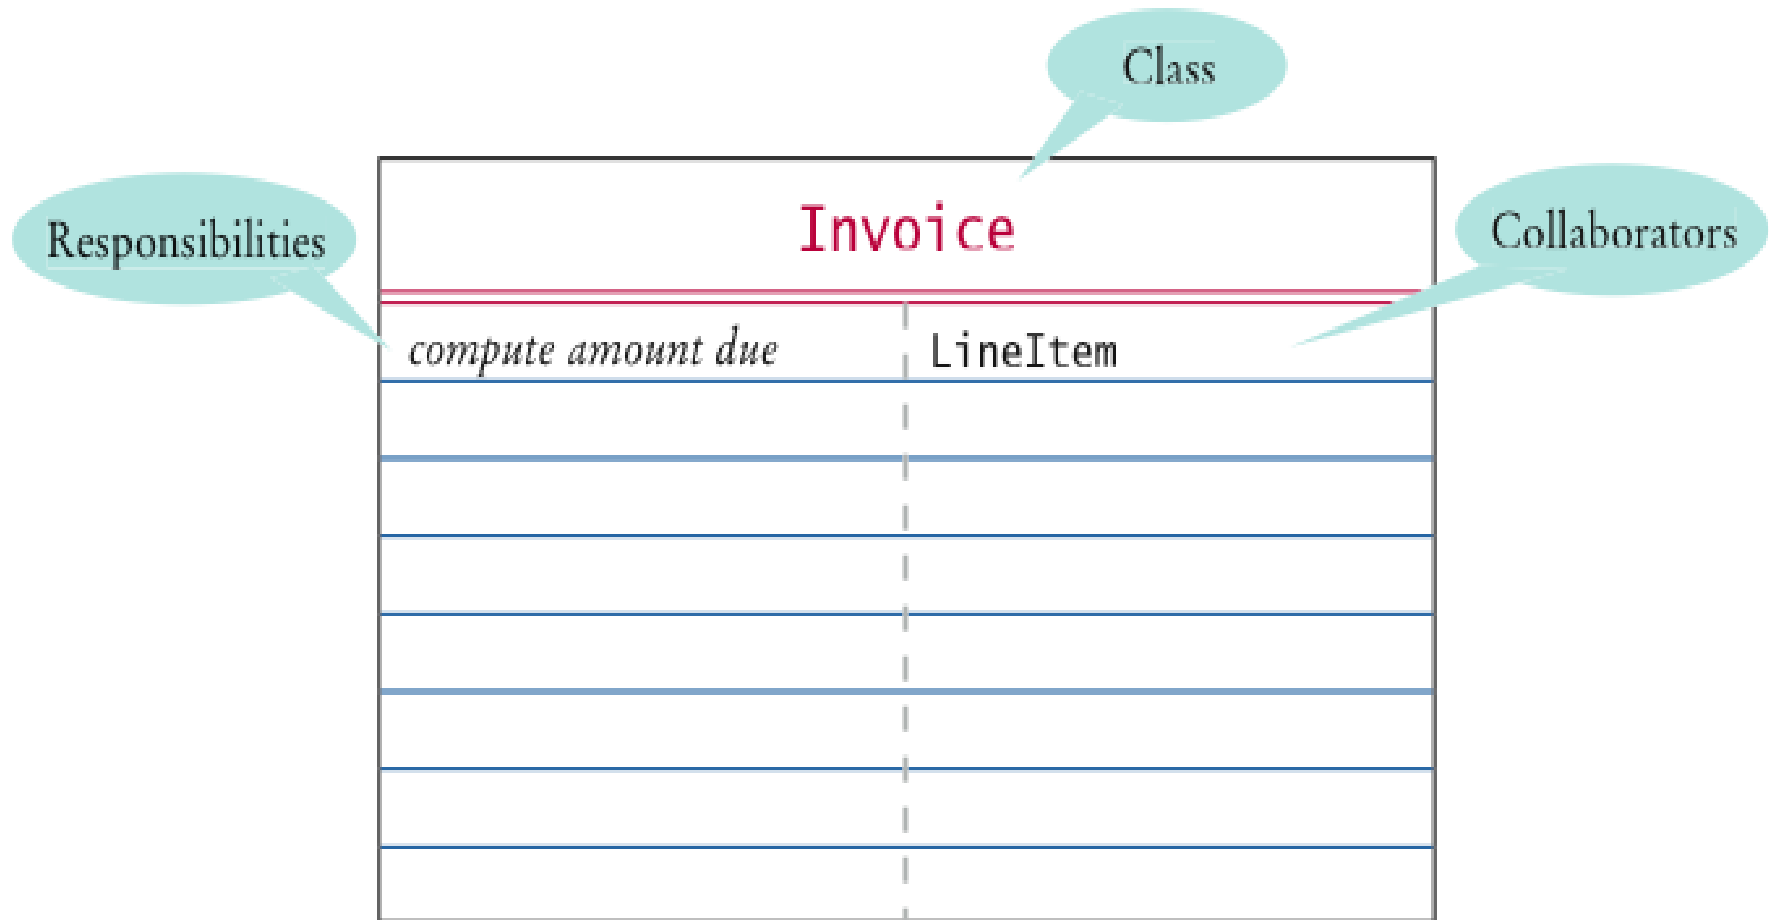 Class
Responsibilities
Invoice
Collaborators
compute amount due
LineItem